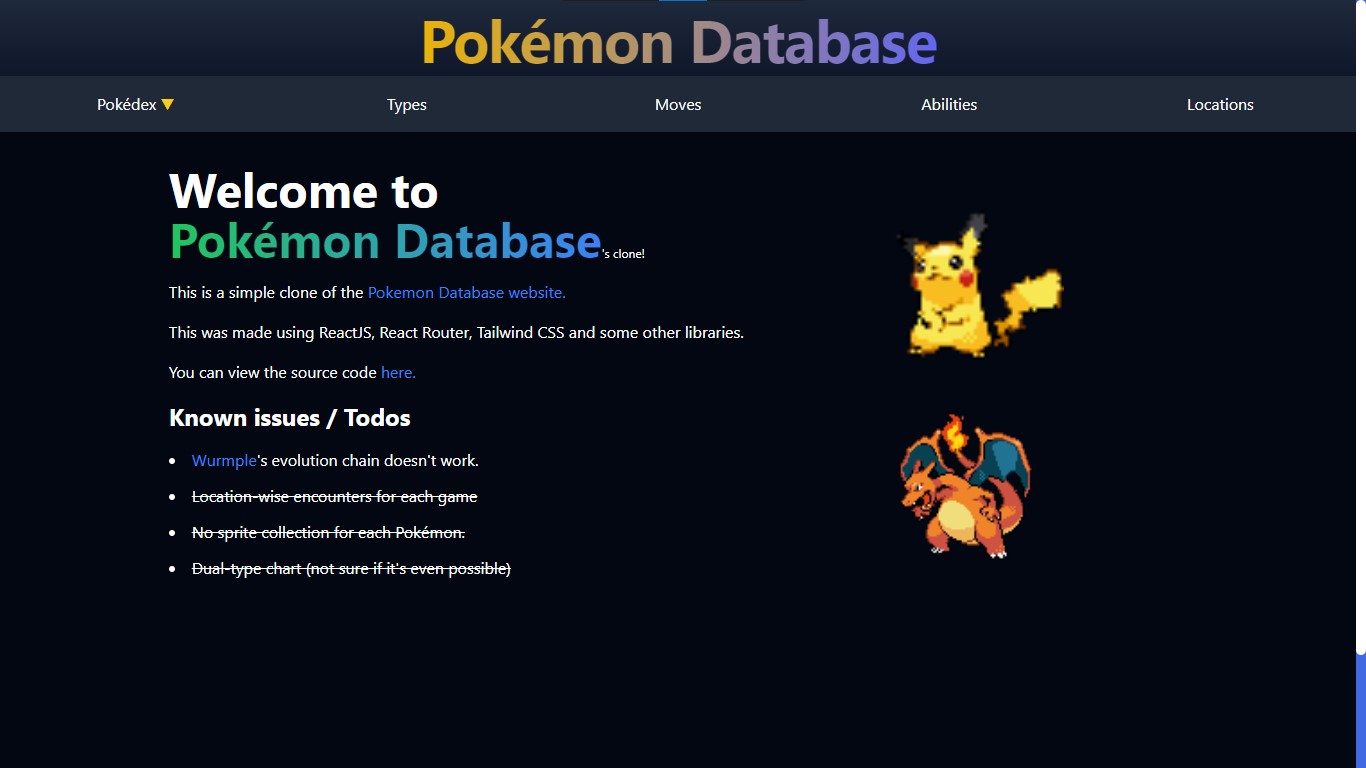 Pokémon Database
Pokédex ▼
Types
Moves
Abilities
Locations
Welcome to
Pokémon Database's clone!
This is a simple clone of the Pokemon Database website.
This was made using ReactJS, React Router, Tailwind CSS and some other libraries.
You can view the source code here.
Known issues / Todos
• Wurmple's evolution chain doesn't work.
• Location-wise encounters for each game
• No sprite collection for each Pokémon.
• Dual-type chart (not sure if it's even possible)